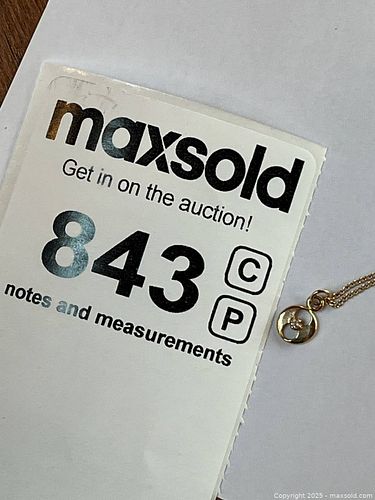 maxsold
Get in on the auction!
843
C
P
notes and measurements
Copyright 2025 - maxsold.com